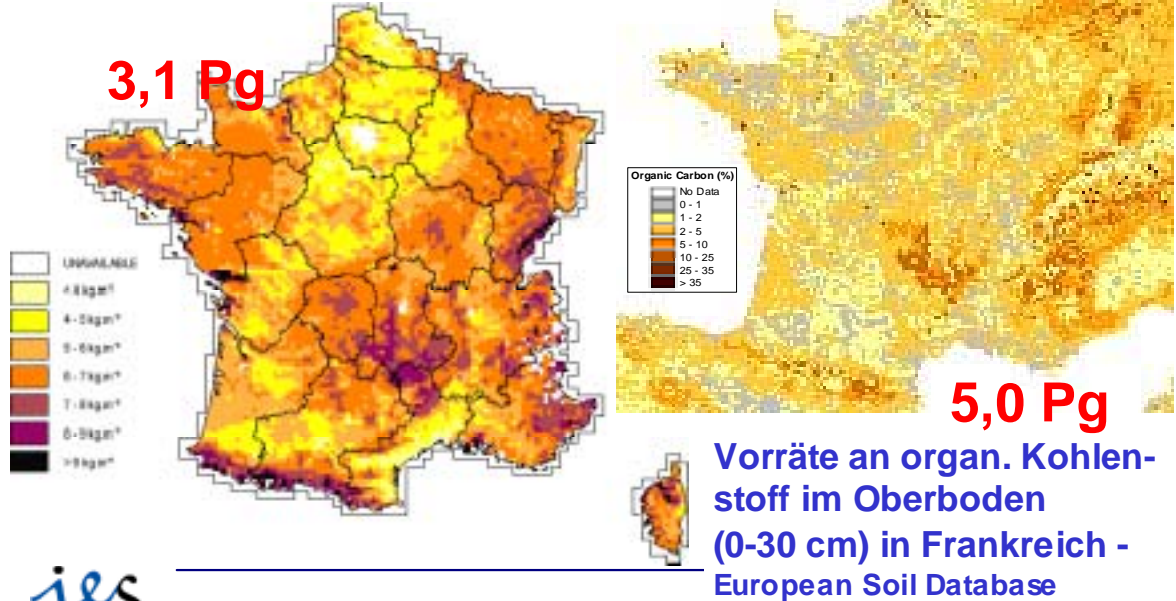 3,1 Pg
Organic Carbon (%)
No Data
0 - 1
1 - 2
2 - 5
5 - 10
10 - 25
25 - 35
> 35
UNAVAILABLE
5,0 Pg
Vorräte an organ. Kohlen-
stoff im Oberboden
(0-30 cm) in Frankreich -
European Soil Database
ies